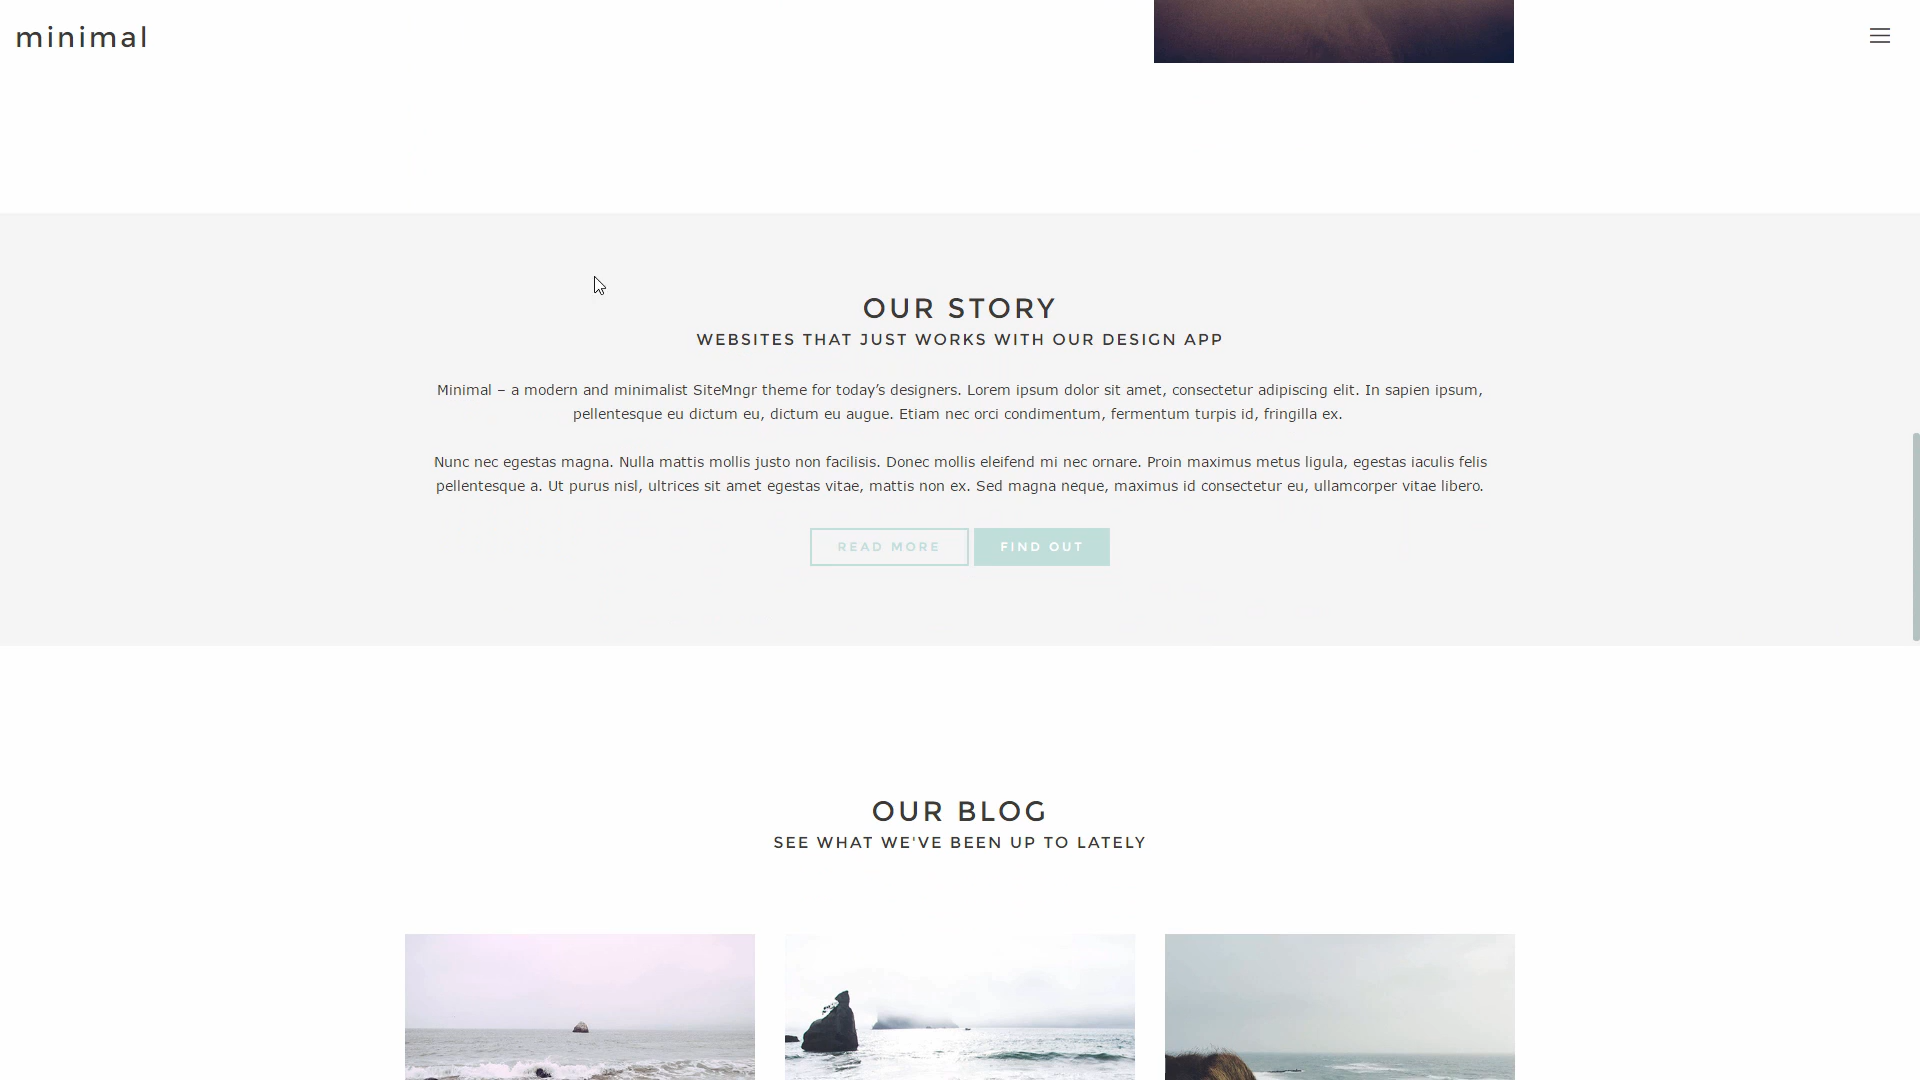 minimal
OUR STORY
WEBSITES THAT JUST WORKS WITH OUR DESIGN APP
Minimal – a modern and minimalist SiteMngr theme for today’s designers. Lorem ipsum dolor sit amet, consectetur adipiscing elit. In sapien ipsum,
pellentesque eu dictum eu, dictum eu augue. Etiam nec orci condimentum, fermentum turpis id, fringilla ex.
Nunc nec egestas magna. Nulla mattis mollis justo non facilisis. Donec mollis eleifend mi nec ornare. Proin maximus metus ligula, egestas iaculis felis
pellentesque a. Ut purus nisl, ultrices sit amet egestas vitae, mattis non ex. Sed magna neque, maximus id consectetur eu, ullamcorper vitae libero.
READ MORE FIND OUT
OUR BLOG
SEE WHAT WE'VE BEEN UP TO LATELY